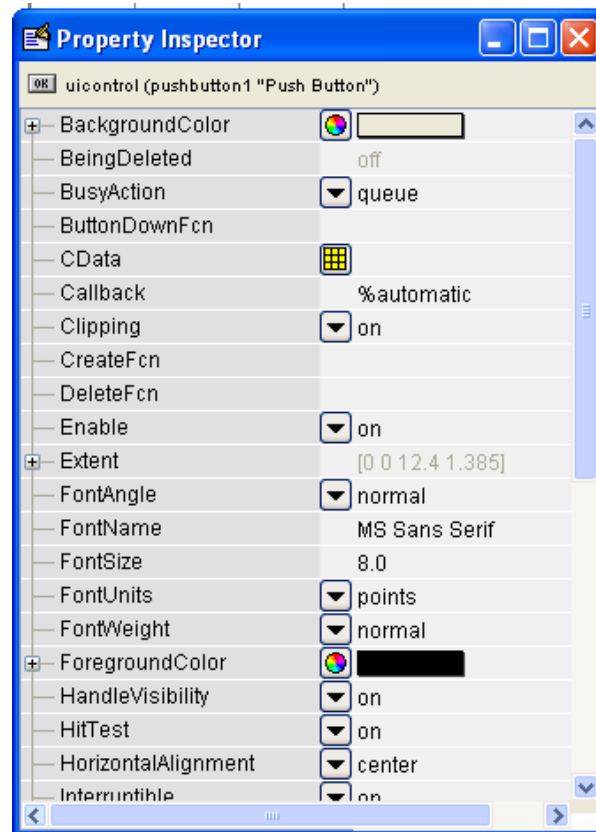 Property Inspector
OK uicontrol (pushbutton1 "Push Button")
BackgroundColor
BeingDeleted off
BusyAction queue
ButtonDownFcn
CData
Callback %automatic
Clipping on
CreateFcn
DeleteFcn
Enable on
Extent [0 0 12.4 1.385]
FontAngle normal
FontName MS Sans Serif
FontSize 8.0
FontUnits points
FontWeight normal
ForegroundColor
HandleVisibility on
HitTest on
HorizontalAlignment center
Interruptible on